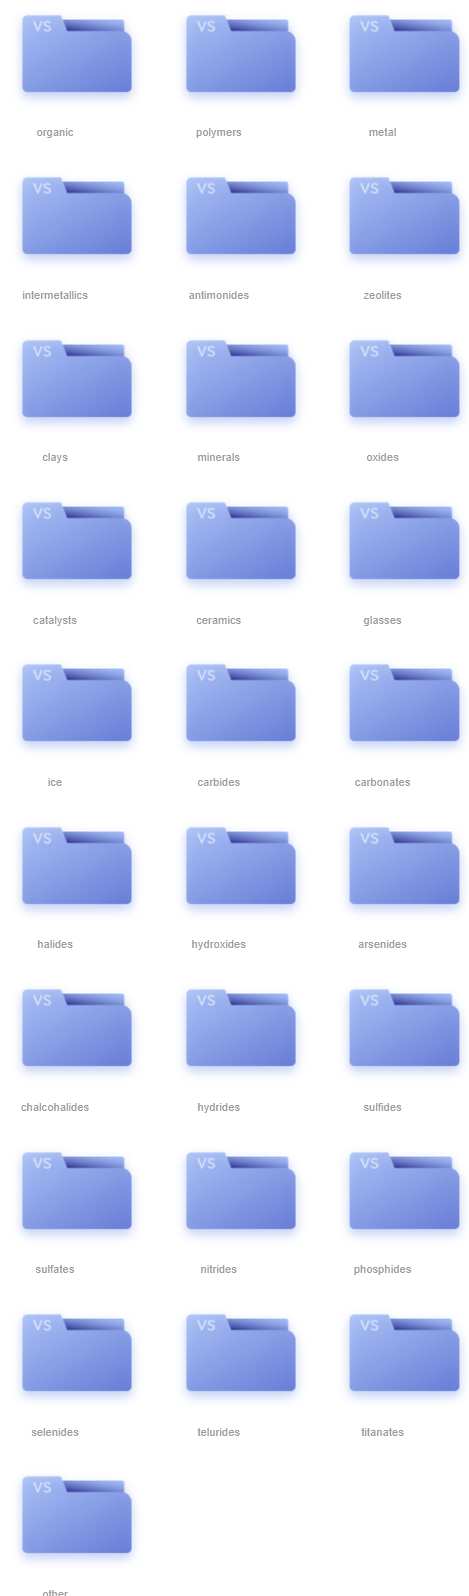 VS VS VS
organic polymers metal
VS VS VS
intermetallics antimonides zeolites
VS VS VS
clays minerals oxides
VS VS VS
catalysts ceramics glasses
VS VS VS
ice carbides carbonates
VS VS VS
halides hydroxides arsenides
VS VS VS
chalcohalides hydrides sulfides
VS VS VS
sulfates nitrides phosphides
VS VS VS
selenides telurides titanates
VS
other